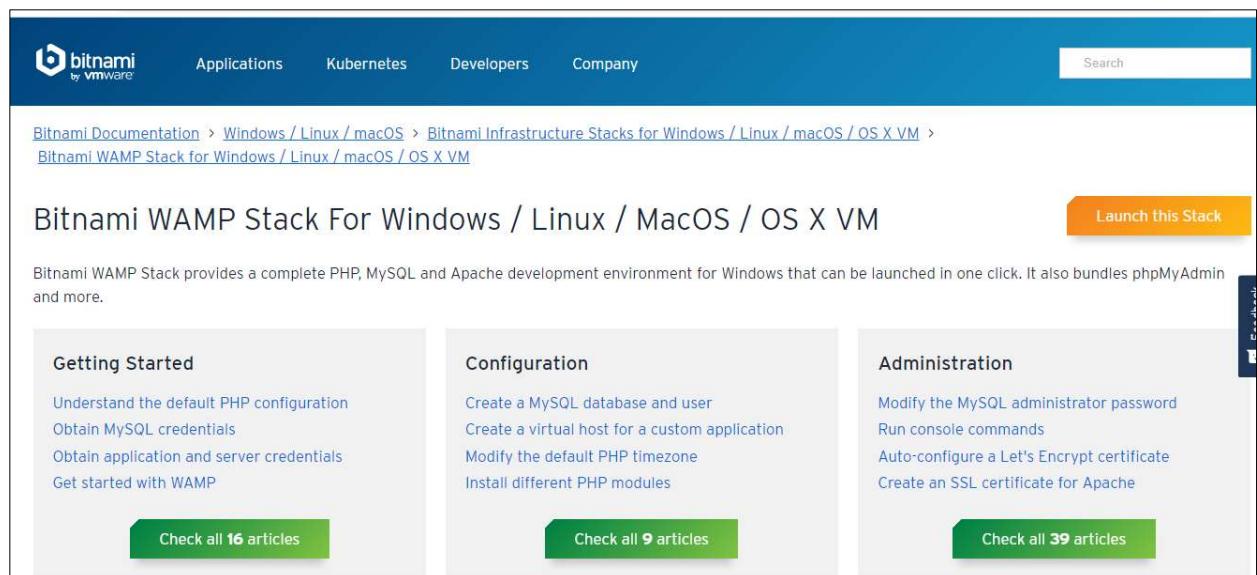 bitnami
by vmware
Applications Kubernetes Developers Company Search
Bitnami Documentation > Windows / Linux / macOS > Bitnami Infrastructure Stacks for Windows / Linux / macOS / OS X VM >
Bitnami WAMP Stack for Windows / Linux / macOS / OS X VM
Bitnami WAMP Stack For Windows / Linux / MacOS / OS X VM
Launch this Stack
Bitnami WAMP Stack provides a complete PHP, MySQL and Apache development environment for Windows that can be launched in one click. It also bundles phpMyAdmin
and more.
Feedback
Getting Started
Understand the default PHP configuration
Obtain MySQL credentials
Obtain application and server credentials
Get started with WAMP
Check all 16 articles
Configuration
Create a MySQL database and user
Create a virtual host for a custom application
Modify the default PHP timezone
Install different PHP modules
Check all 9 articles
Administration
Modify the MySQL administrator password
Run console commands
Auto-configure a Let's Encrypt certificate
Create an SSL certificate for Apache
Check all 39 articles